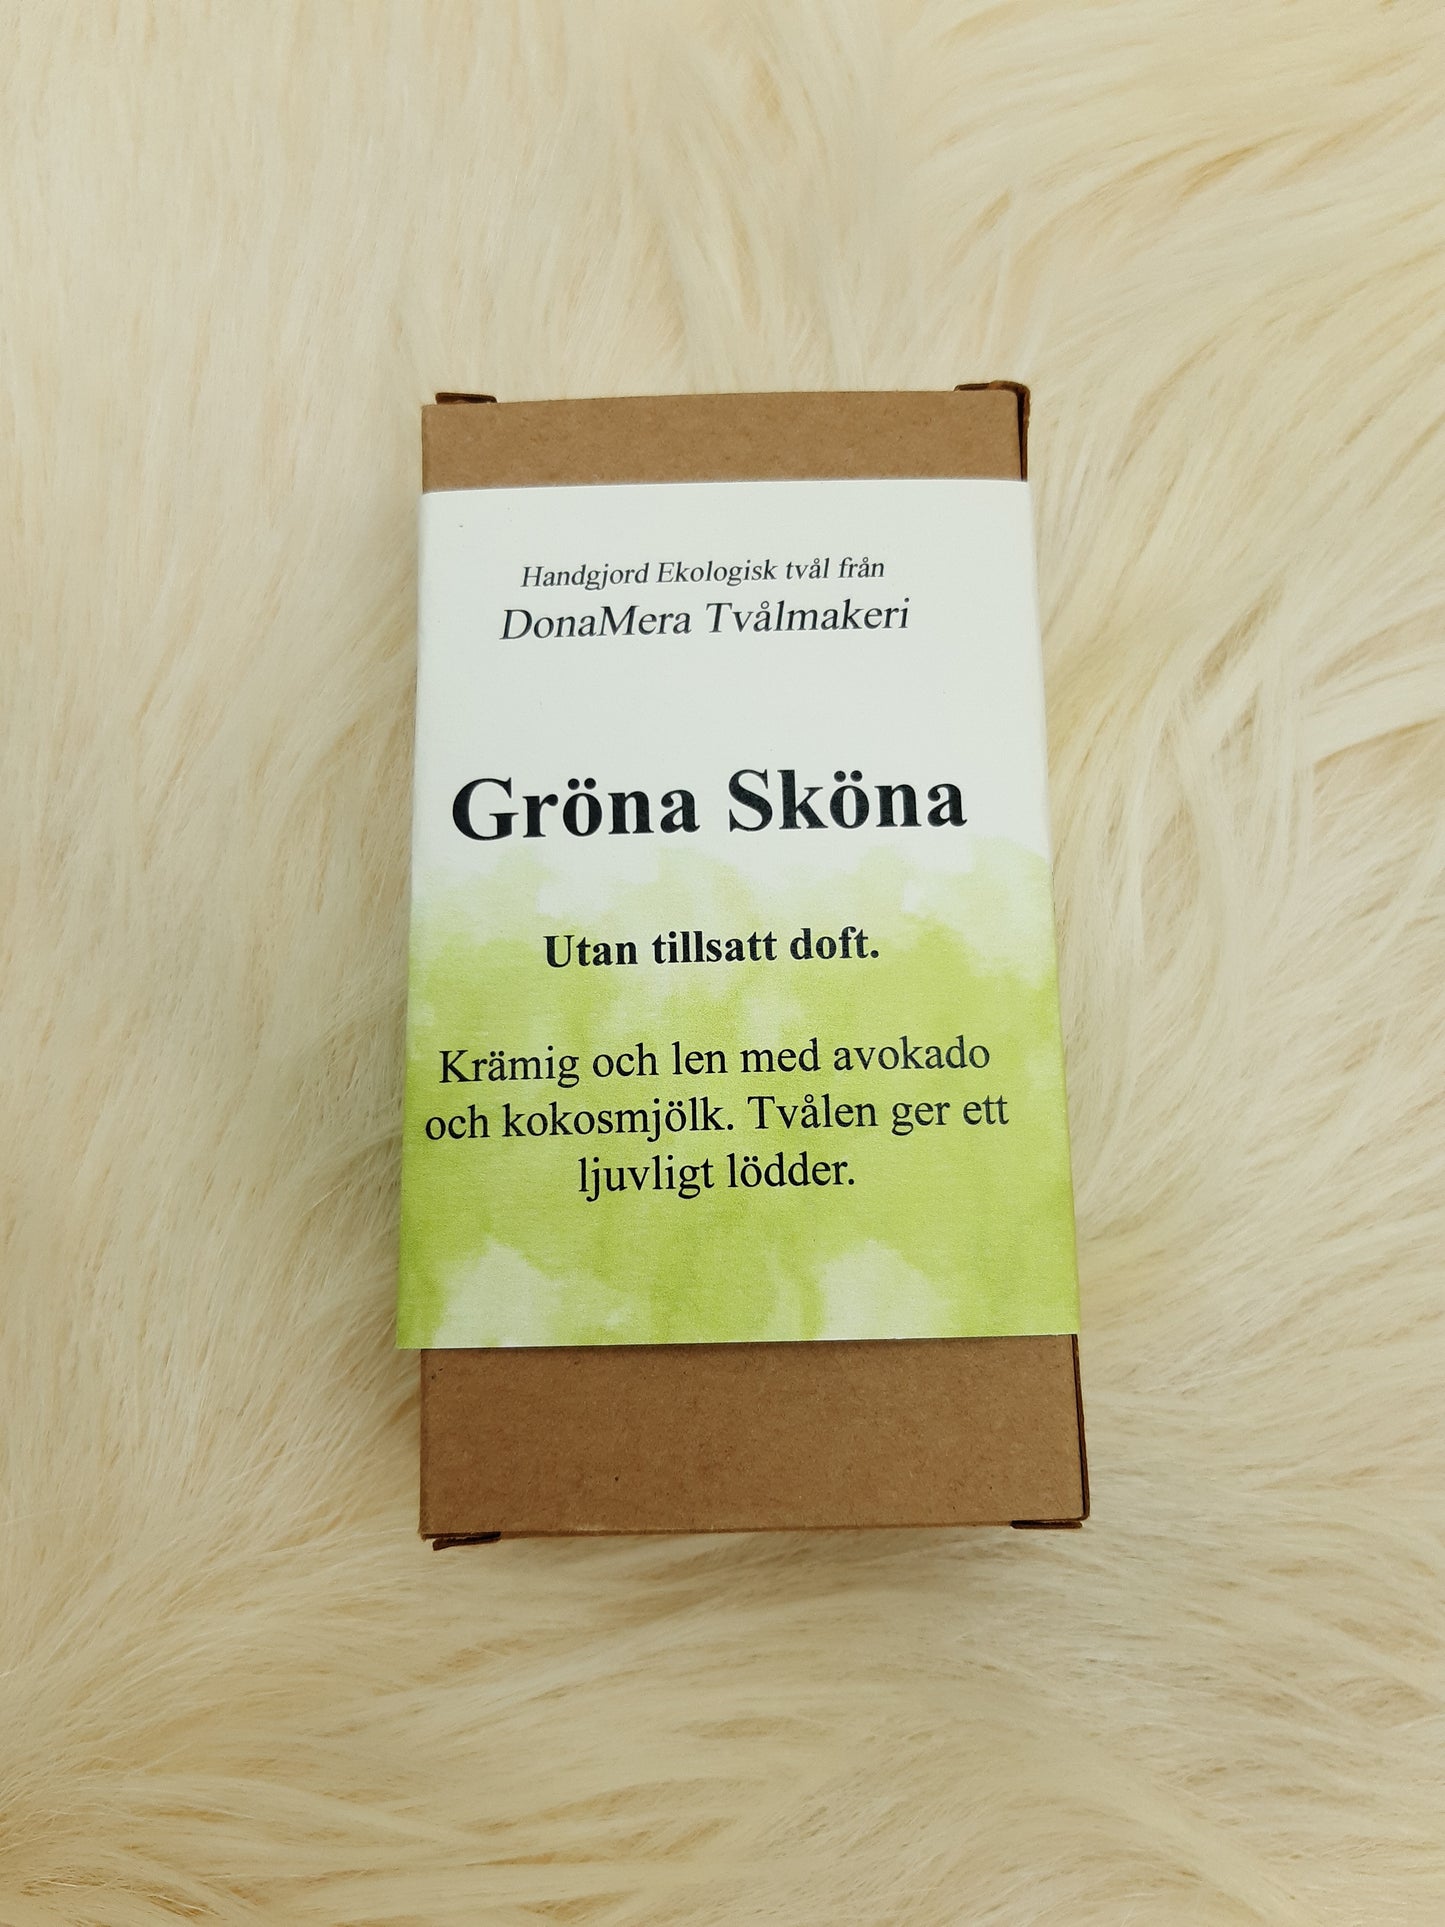 Handgjord Ekologisk tvål från
DonaMera Tvålmakeri
Gröna Sköna
Utan tillsatt doft.
Krämig och len med avokado
och kokosmjölk. Tvålen ger ett
ljuvligt lödder.